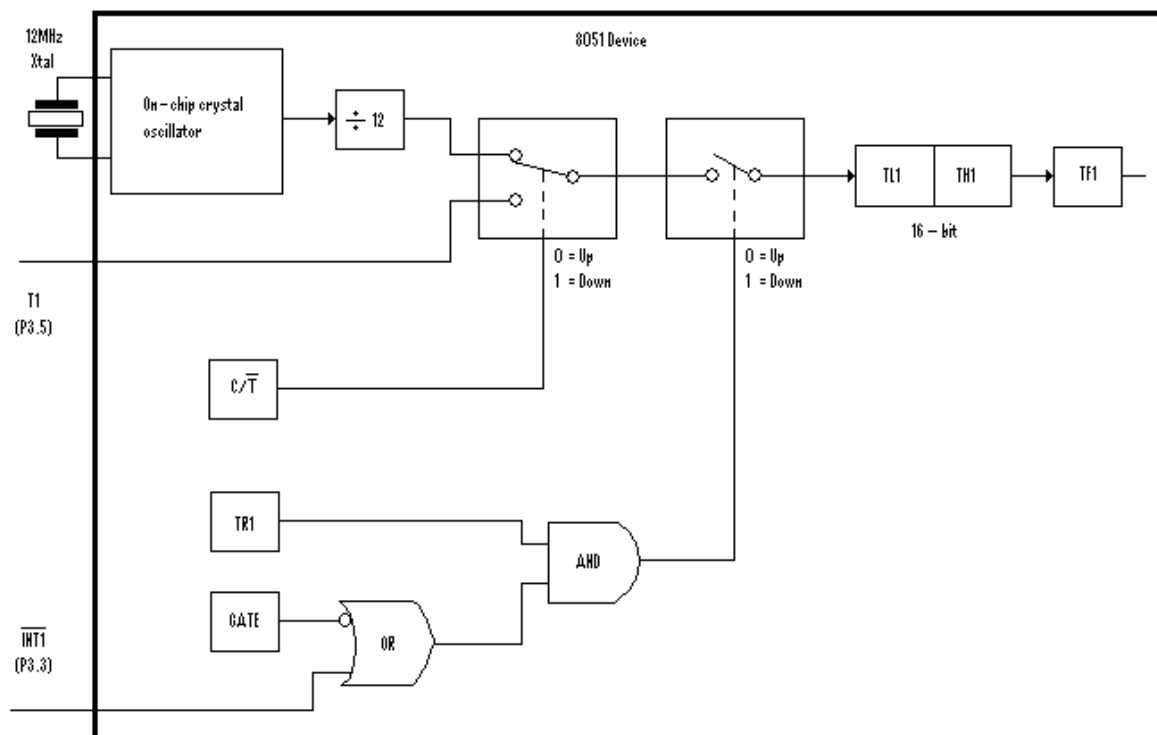 12MHz
Xtal
8051 Device
On-chip crystal
oscillator
÷ 12
TL1
TH1
TF1
16 – bit
0 = Up
1 = Down
0 = Up
1 = Down
T1
(P3.5)
C/T̅
TR1
AND
GATE
OR
I̅N̅T̅1̅
(P3.3)